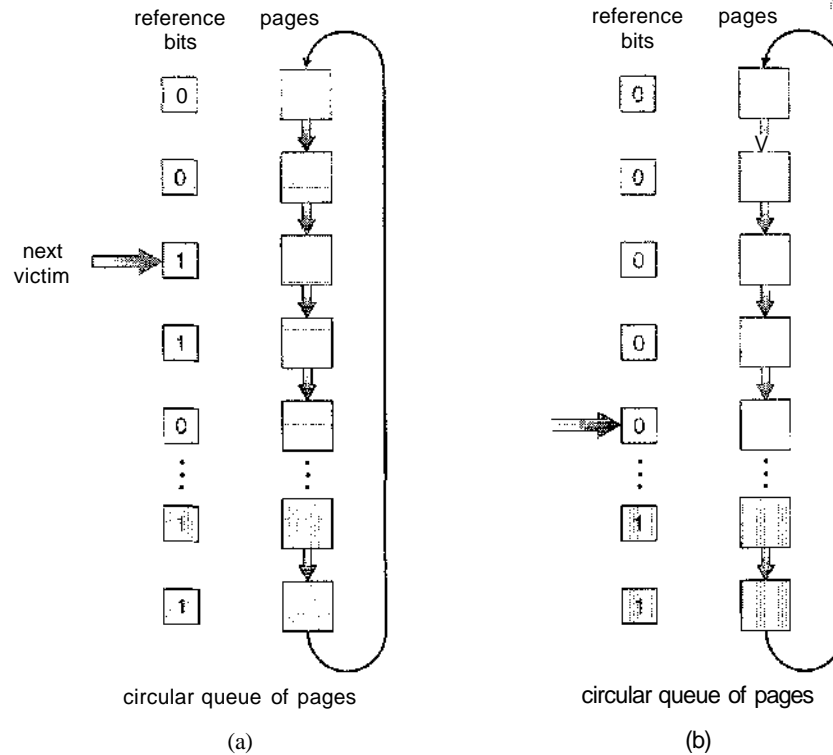 reference pages
bits
0
0
next
victim
1
1
0
1
1
circular queue of pages
(a)
reference pages
bits
0
0
0
0
0
1
1
circular queue of pages
(b)